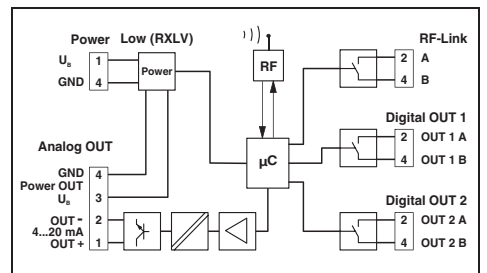 Power Low (RXLV)
U_B 1
GND 4
Power
RF
RF-Link
2 A
4 B
Analog OUT
GND 4
Power OUT
U_B 3
OUT - 2
4...20 mA
OUT + 1
µC
Digital OUT 1
2 OUT 1 A
4 OUT 1 B
Digital OUT 2
2 OUT 2 A
4 OUT 2 B